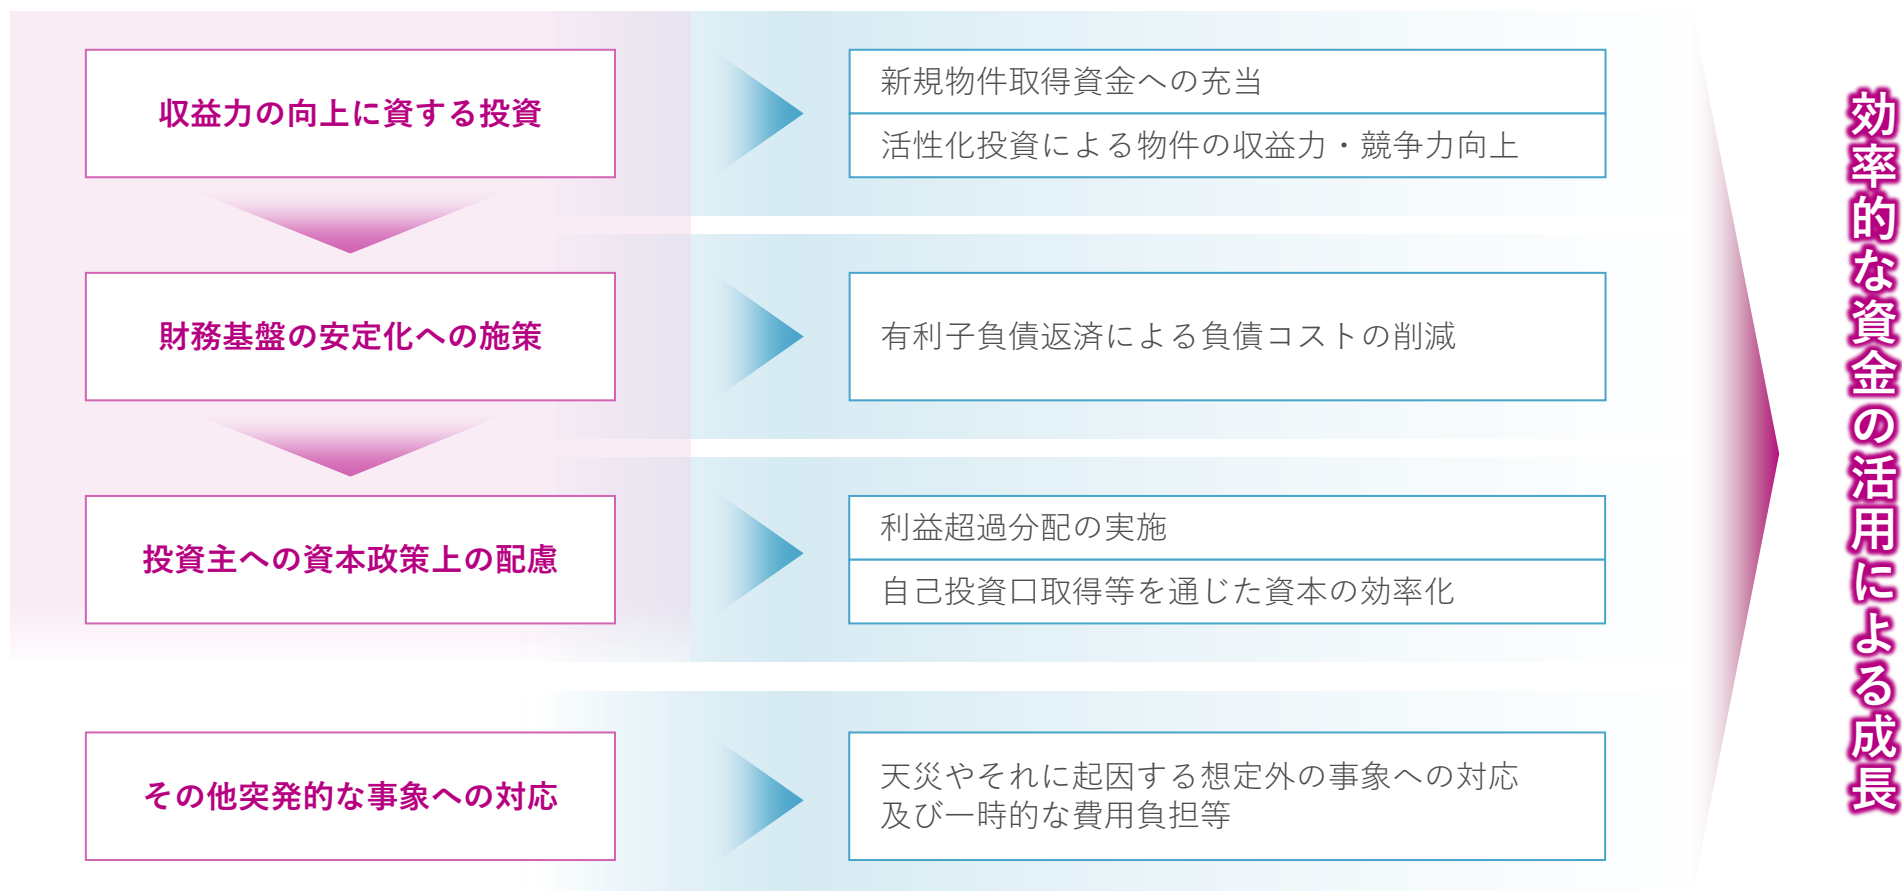 収益力の向上に資する投資
新規物件取得資金への充当
活性化投資による物件の収益力・競争力向上
財務基盤の安定化への施策
有利子負債返済による負債コストの削減
投資主への資本政策上の配慮
利益超過分配の実施
自己投資口取得等を通じた資本の効率化
その他突発的な事象への対応
天災やそれに起因する想定外の事象への対応
及び一時的な費用負担等
効率的な資金の活用による成長